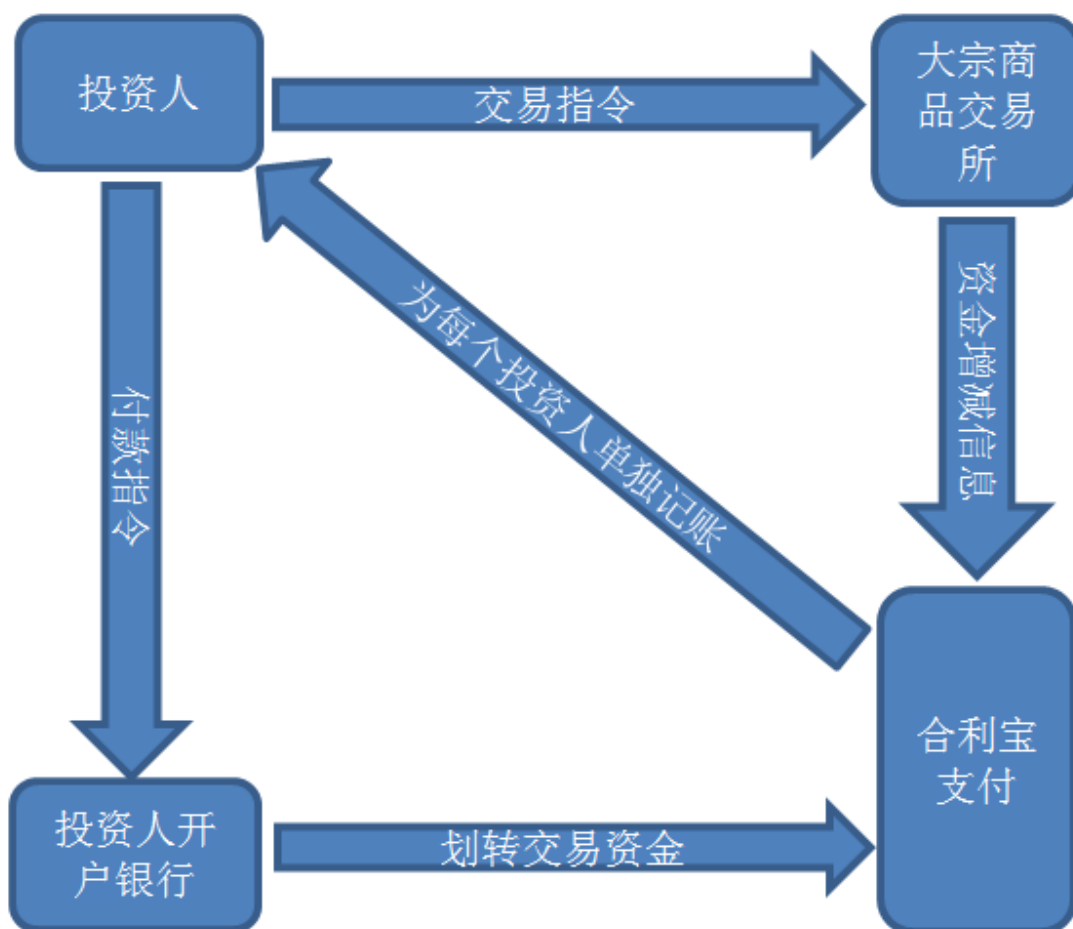 投资人
交易指令
大宗商
品交易
所
为每个投资人单独记账
资金增减信息
付款指令
合利宝
支付
投资人开
户银行
划转交易资金